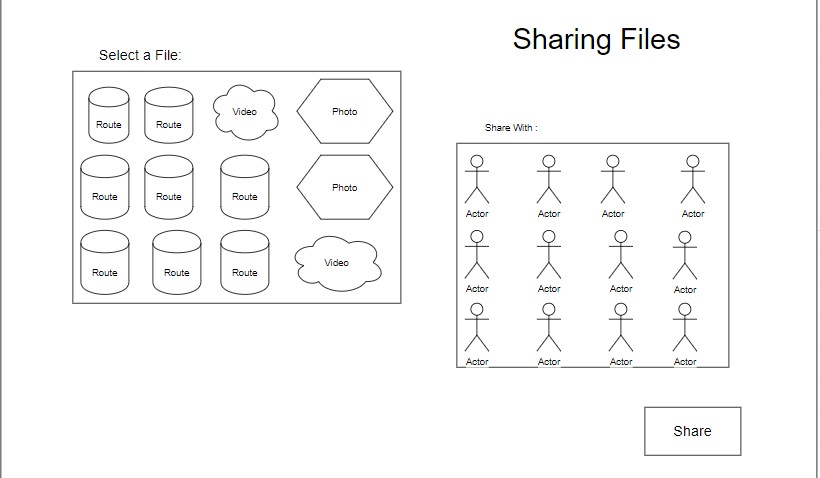 Sharing Files
Select a File:
Route
Route
Video
Photo
Route
Route
Route
Photo
Route
Route
Route
Video
Share With :
Actor
Actor
Actor
Actor
Actor
Actor
Actor
Actor
Actor
Actor
Actor
Actor
Share